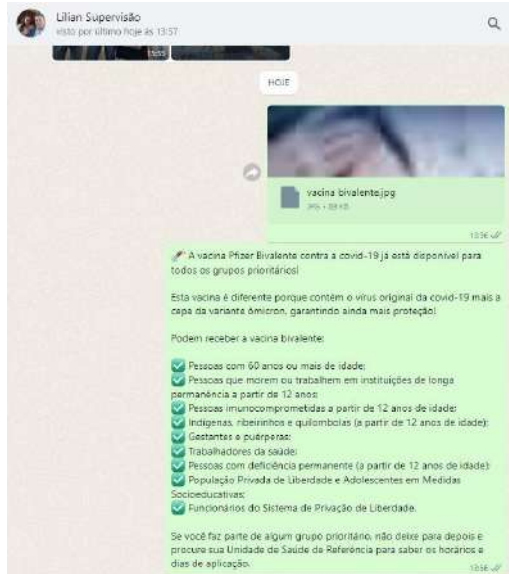 Lilian Supervisão
visto por último hoje às 13:57
15:55
HOJE
vacina bivalente.jpg
JPG • 89 KB
13:56
A vacina Pfizer Bivalente contra a covid-19 já está disponível para
todos os grupos prioritários!
Esta vacina é diferente porque contém o vírus original da covid-19 mais a
cepa da variante ômicron, garantindo ainda mais proteção!
Podem receber a vacina bivalente:
Pessoas com 60 anos ou mais de idade;
Pessoas que morem ou trabalhem em instituições de longa
permanência a partir de 12 anos;
Pessoas imunocomprometidas a partir de 12 anos de idade;
Indígenas, ribeirinhos e quilombolas (a partir de 12 anos de idade);
Gestantes e puérperas;
Trabalhadores da saúde;
Pessoas com deficiência permanente (a partir de 12 anos de idade);
População Privada de Liberdade e Adolescentes em Medidas
Socioeducativas;
Funcionários do Sistema de Privação de Liberdade.
Se você faz parte de algum grupo prioritário, não deixe para depois e
procure sua Unidade de Saúde de Referência para saber os horários e
dias de aplicação.
13:56